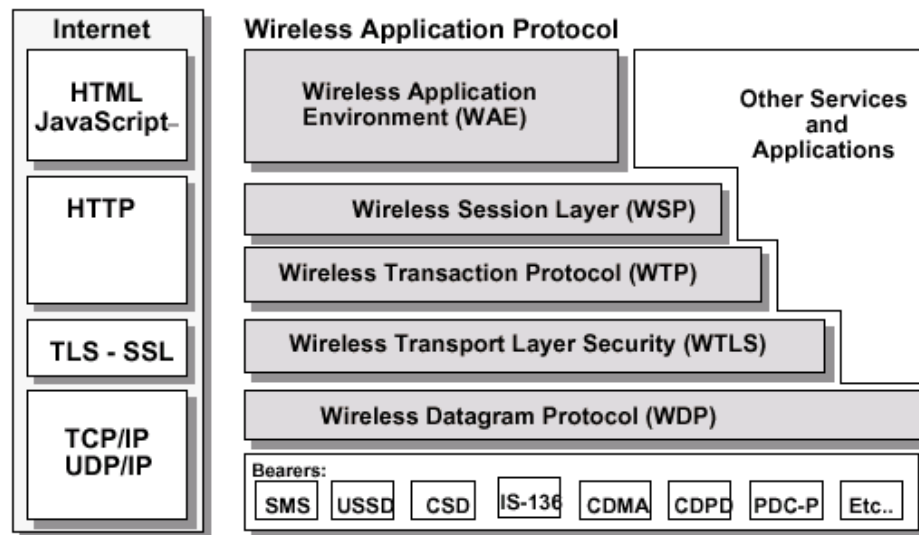 Internet
HTML
JavaScript–
HTTP
TLS - SSL
TCP/IP
UDP/IP
Wireless Application Protocol
Wireless Application
Environment (WAE)
Other Services
and
Applications
Wireless Session Layer (WSP)
Wireless Transaction Protocol (WTP)
Wireless Transport Layer Security (WTLS)
Wireless Datagram Protocol (WDP)
Bearers:
SMS USSD CSD IS-136 CDMA CDPD PDC-P Etc..